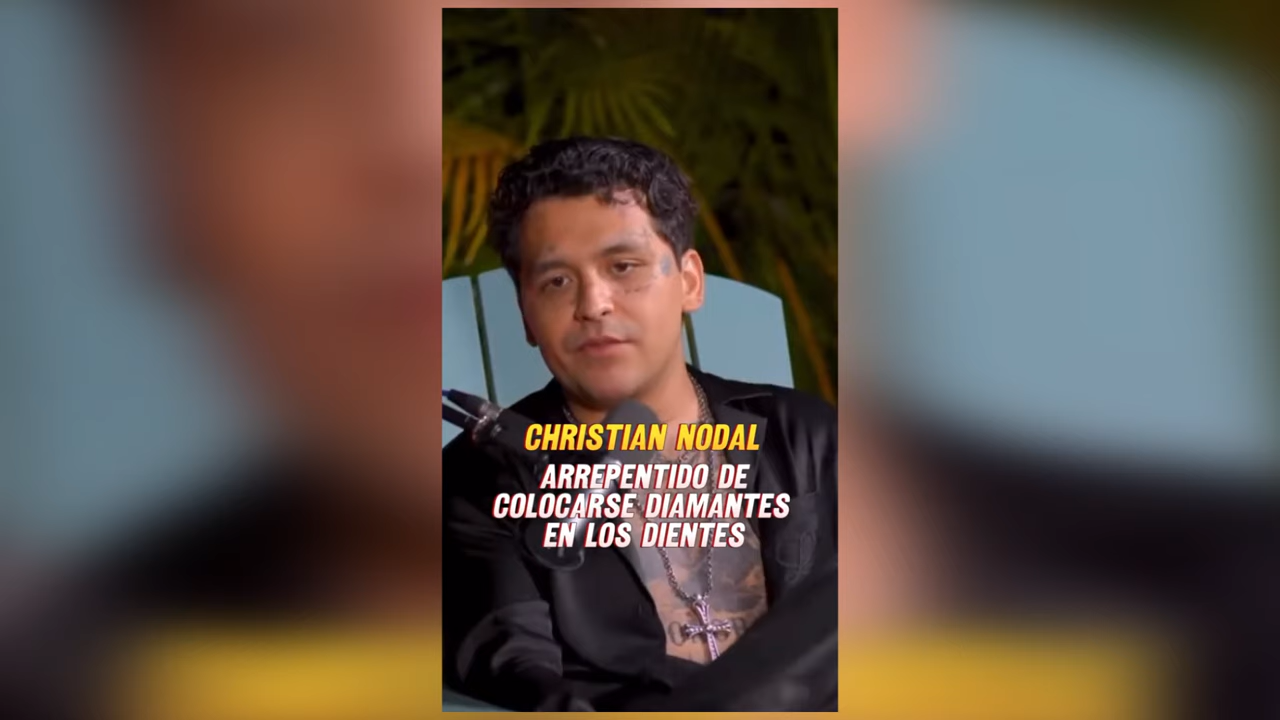 CHRISTIAN NODAL
ARREPENTIDO DE
COLOCARSE DIAMANTES
EN LOS DIENTES